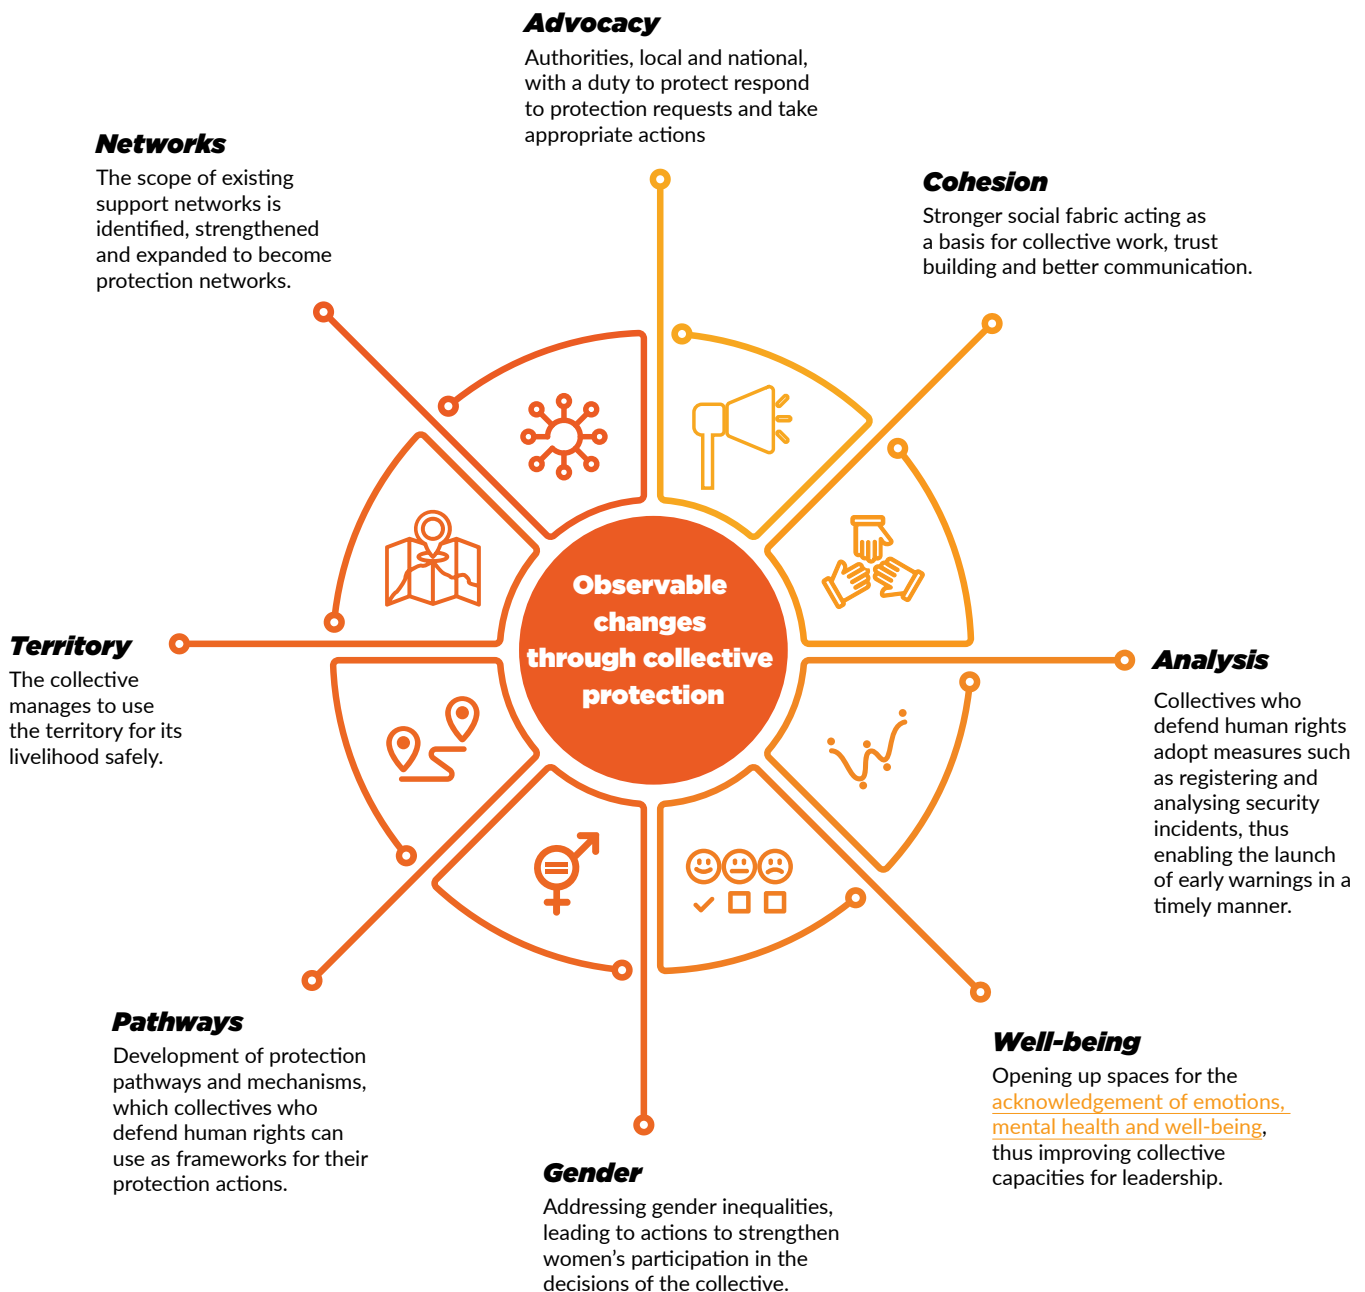 Advocacy
Authorities, local and national,
with a duty to protect respond
to protection requests and take
appropriate actions
Networks
The scope of existing
support networks is
identified, strengthened
and expanded to become
protection networks.
Cohesion
Stronger social fabric acting as
a basis for collective work, trust
building and better communication.
Observable
changes
through collective
protection
Territory
The collective
manages to use
the territory for its
livelihood safely.
Analysis
Collectives who
defend human rights
adopt measures such
as registering and
analysing security
incidents, thus
enabling the launch
of early warnings in a
timely manner.
Pathways
Development of protection
pathways and mechanisms,
which collectives who
defend human rights can
use as frameworks for their
protection actions.
Well-being
Opening up spaces for the
acknowledgement of emotions,
mental health and well-being,
thus improving collective
capacities for leadership.
Gender
Addressing gender inequalities,
leading to actions to strengthen
women’s participation in the
decisions of the collective.